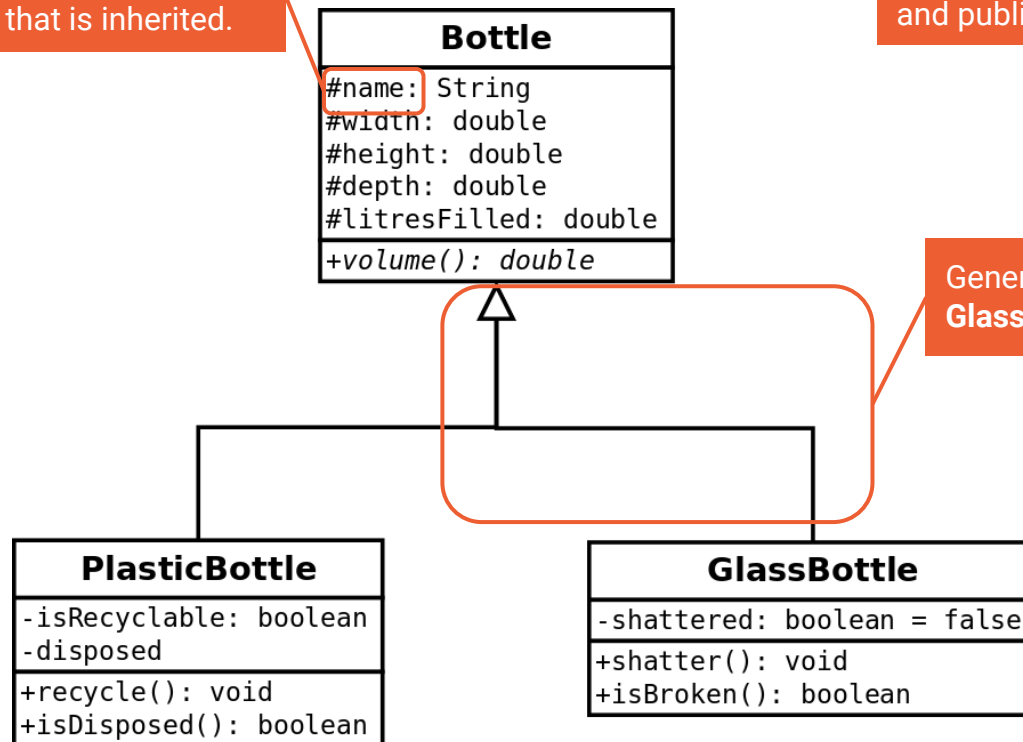 that is inherited.
and publi
Bottle
#name: String
#width: double
#height: double
#depth: double
#litresFilled: double
+volume(): double
Gener
Glass
PlasticBottle
-isRecyclable: boolean
-disposed
+recycle(): void
+isDisposed(): boolean
GlassBottle
-shattered: boolean = false
+shatter(): void
+isBroken(): boolean